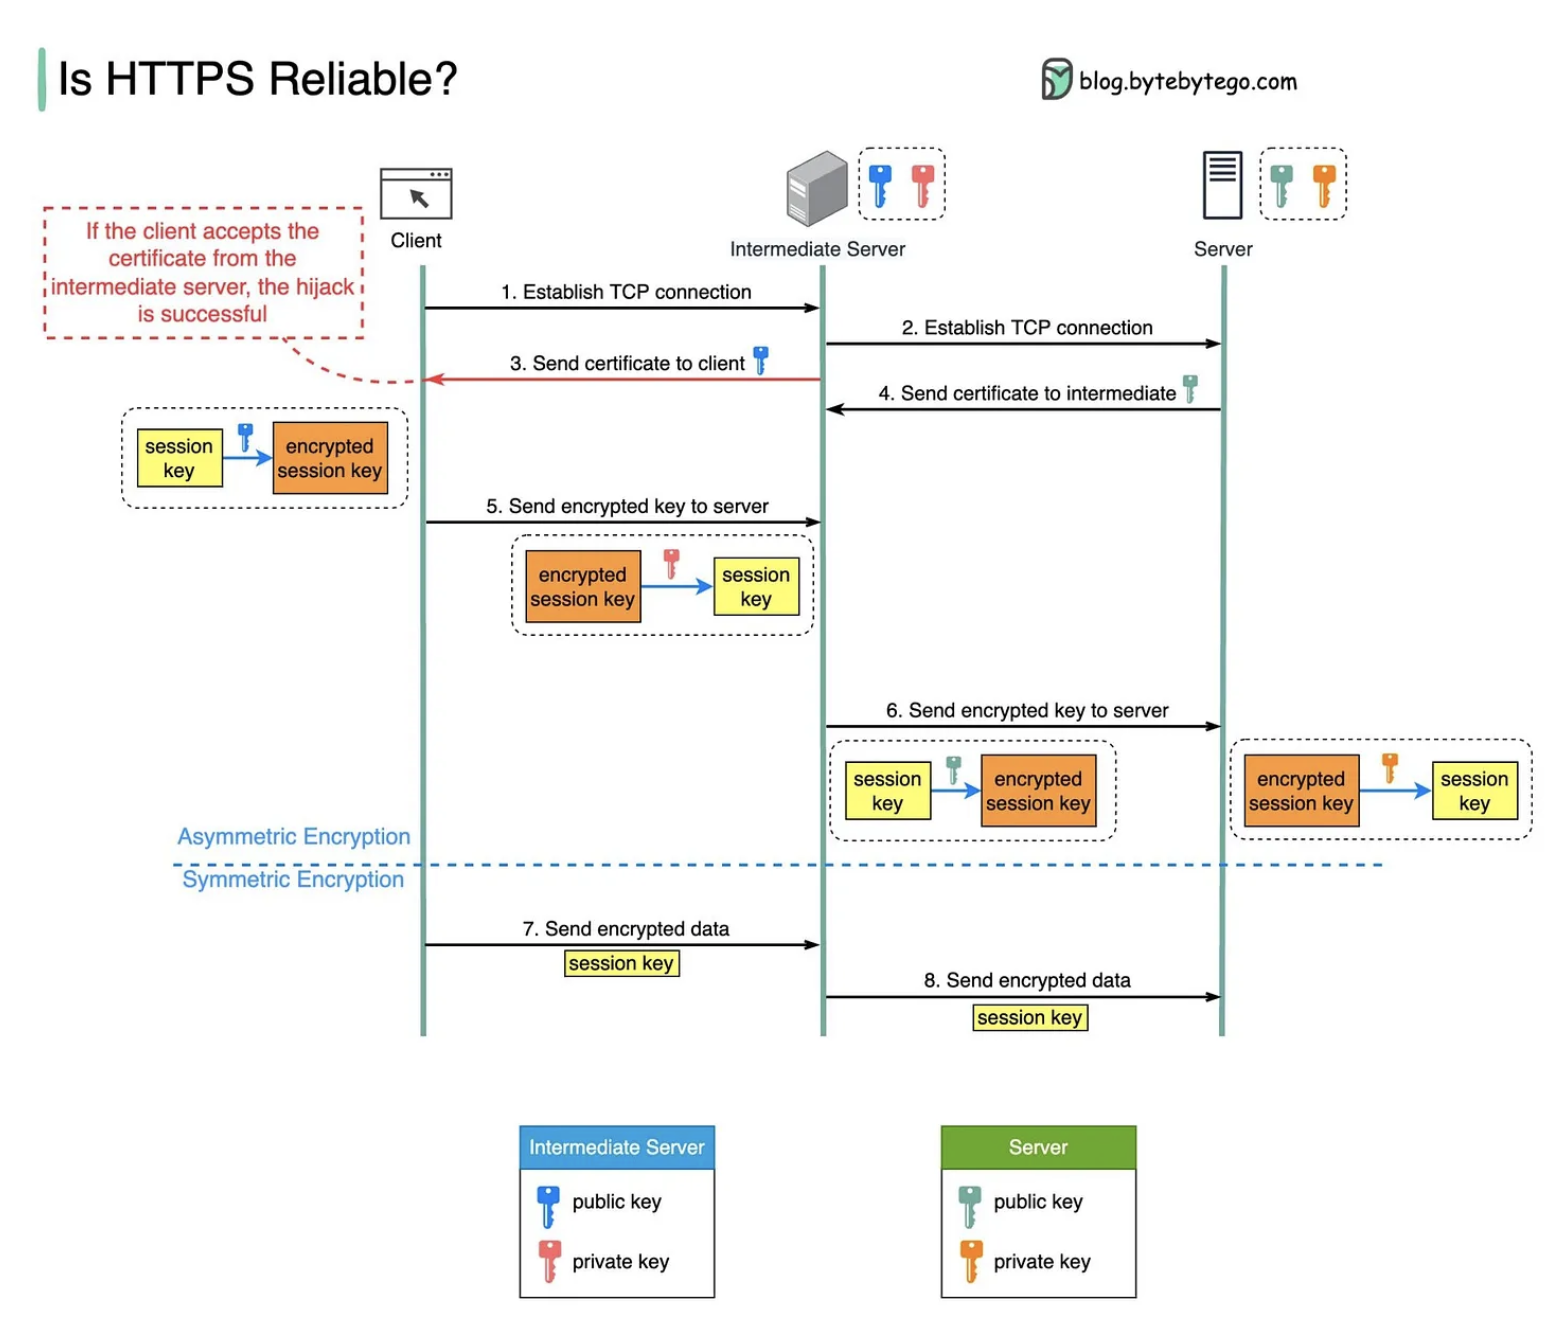 Is HTTPS Reliable?
blog.bytebytego.com
If the client accepts the
certificate from the
intermediate server, the hijack
is successful
Client
Intermediate Server
Server
1. Establish TCP connection
2. Establish TCP connection
3. Send certificate to client
4. Send certificate to intermediate
session
key
encrypted
session key
5. Send encrypted key to server
encrypted
session key
session
key
6. Send encrypted key to server
session
key
encrypted
session key
encrypted
session key
session
key
Asymmetric Encryption
Symmetric Encryption
7. Send encrypted data
session key
8. Send encrypted data
session key
Intermediate Server
public key
private key
Server
public key
private key